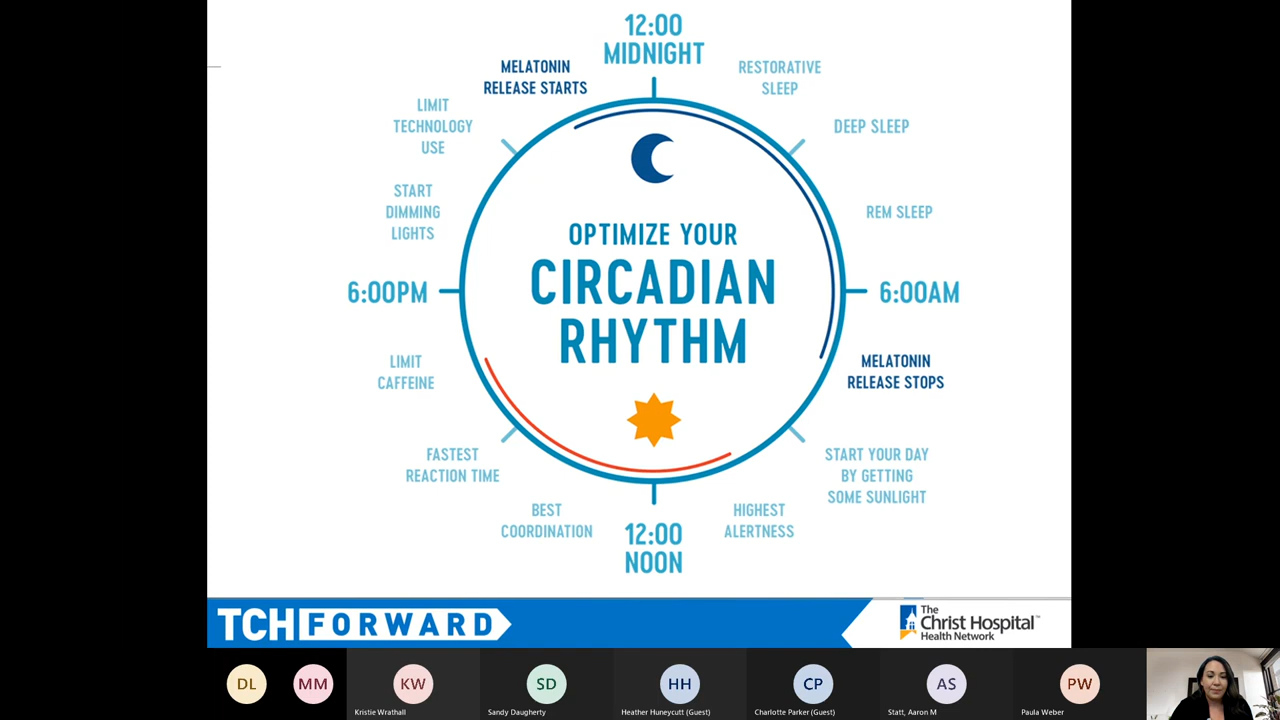 12:00
MIDNIGHT
MELATONIN
RELEASE STARTS
RESTORATIVE
SLEEP
LIMIT
TECHNOLOGY
USE
DEEP SLEEP
START
DIMMING
LIGHTS
REM SLEEP
OPTIMIZE YOUR
CIRCADIAN
RHYTHM
6:00PM
6:00AM
LIMIT
CAFFEINE
MELATONIN
RELEASE STOPS
FASTEST
REACTION TIME
START YOUR DAY
BY GETTING
SOME SUNLIGHT
BEST
COORDINATION
HIGHEST
ALERTNESS
12:00
NOON
TCH FORWARD
The
Christ Hospital™
Health Network
DL
MM
KW
SD
HH
CP
AS
PW
Kristie Wrathall
Sandy Daugherty
Heather Huneycutt (Guest)
Charlotte Parker (Guest)
Statt, Aaron M
Paula Weber